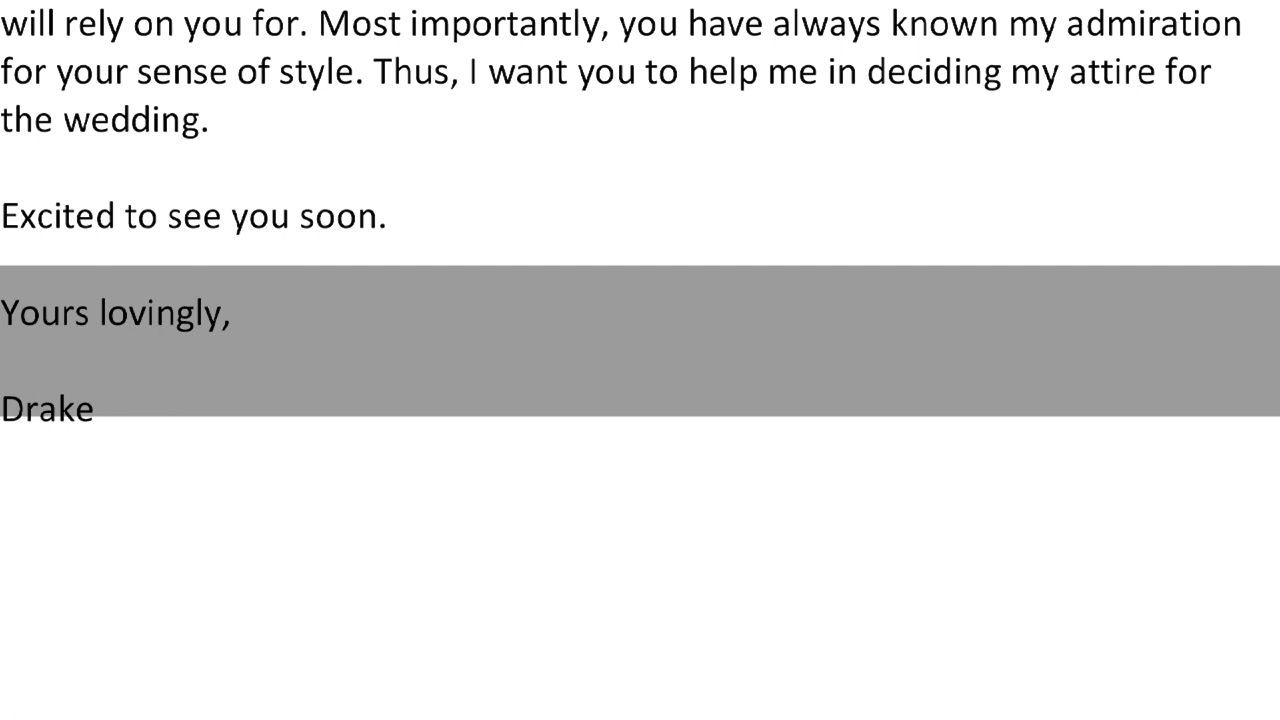 will rely on you for. Most importantly, you have always known my admiration
for your sense of style. Thus, I want you to help me in deciding my attire for
the wedding.
Excited to see you soon.
Yours lovingly,
Drake